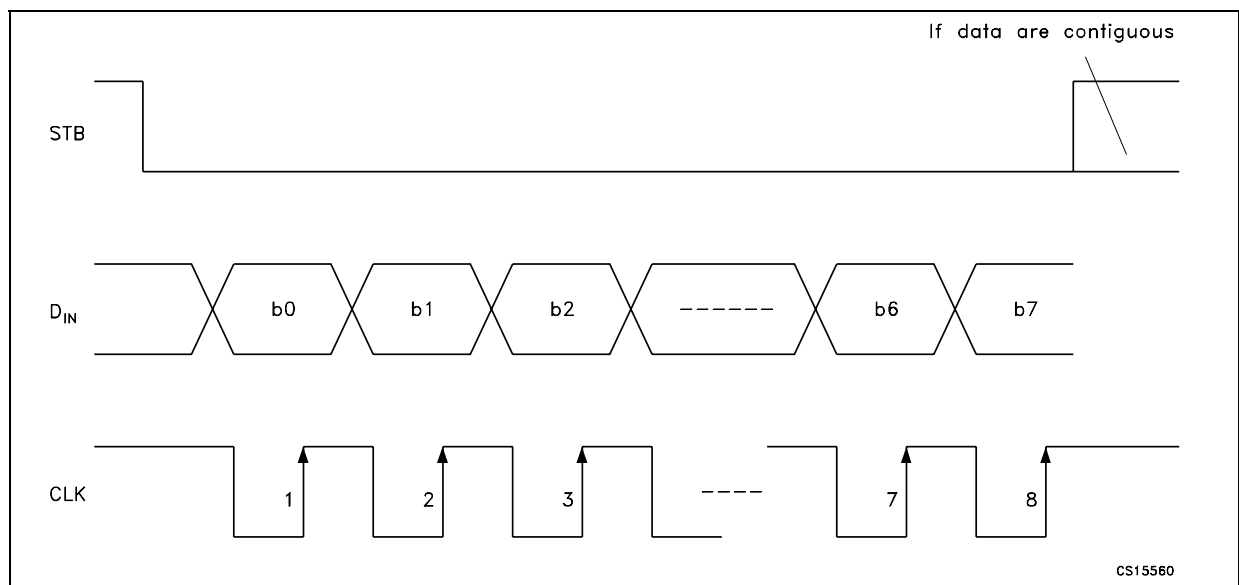 If data are contiguous
STB
D_IN
b0 b1 b2 ------ b6 b7
CLK
1 2 3 ---- 7 8
CS15560